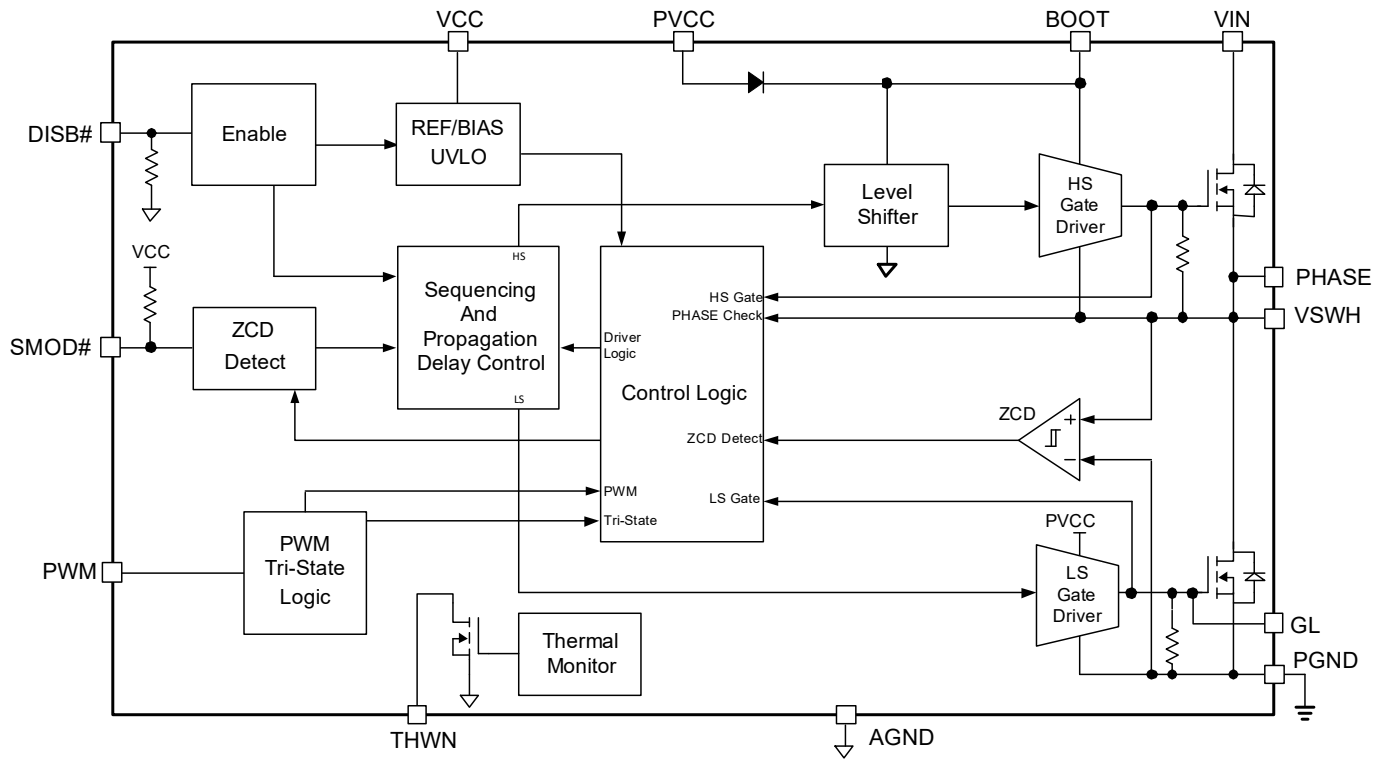 VCC
PVCC
BOOT
VIN
DISB#
Enable
REF/BIAS
UVLO
Level
Shifter
HS
Gate
Driver
VCC
HS
Sequencing
And
Propagation
Delay Control
LS
HS Gate
PHASE Check
Driver
Logic
Control Logic
ZCD Detect
LS Gate
PWM
Tri-State
PHASE
VSWH
SMOD#
ZCD
Detect
ZCD
+
−
PWM
PWM
Tri-State
Logic
PVCC
LS
Gate
Driver
GL
PGND
Thermal
Monitor
THWN
AGND